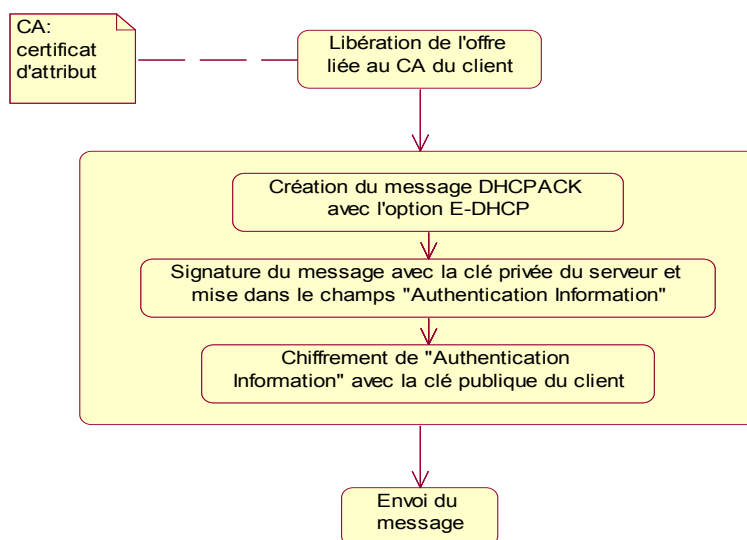 CA:
certificat
d'attribut
Libération de l'offre
liée au CA du client
Création du message DHCPACK
avec l'option E-DHCP
Signature du message avec la clé privée du serveur et
mise dans le champs "Authentication Information"
Chiffrement de "Authentication
Information" avec la clé publique du client
Envoi du
message